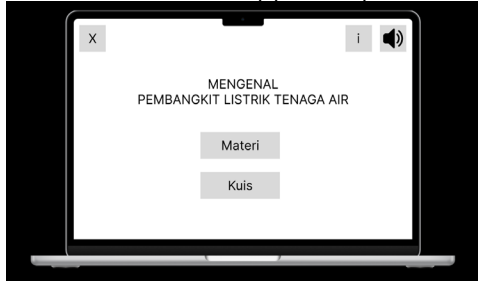 X
i
MENGENAL
PEMBANGKIT LISTRIK TENAGA AIR
Materi
Kuis